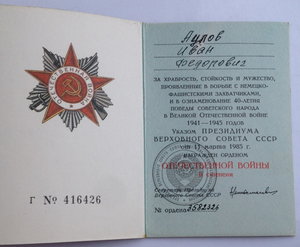 ОТЕЧЕСТВЕННАЯ ВОЙНА
Г № 416426
Аилов
Иван
Федорович
ЗА ХРАБРОСТЬ, СТОЙКОСТЬ И МУЖЕСТВО,
ПРОЯВЛЕННЫЕ В БОРЬБЕ С НЕМЕЦКО-
ФАШИСТСКИМИ ЗАХВАТЧИКАМИ,
И В ОЗНАМЕНОВАНИЕ 40-ЛЕТИЯ
ПОБЕДЫ СОВЕТСКОГО НАРОДА
В ВЕЛИКОЙ ОТЕЧЕСТВЕННОЙ ВОЙНЕ
1941—1945 ГОДОВ
УКАЗОМ ПРЕЗИДИУМА
ВЕРХОВНОГО СОВЕТА СССР
ОТ 11 МАРТА 1985 Г.
НАГРАЖДЕН ОРДЕНОМ
ОТЕЧЕСТВЕННОЙ ВОЙНЫ
II СТЕПЕНИ
Секретарь Президиума
Верховного Совета СССР
№ ордена 2582326